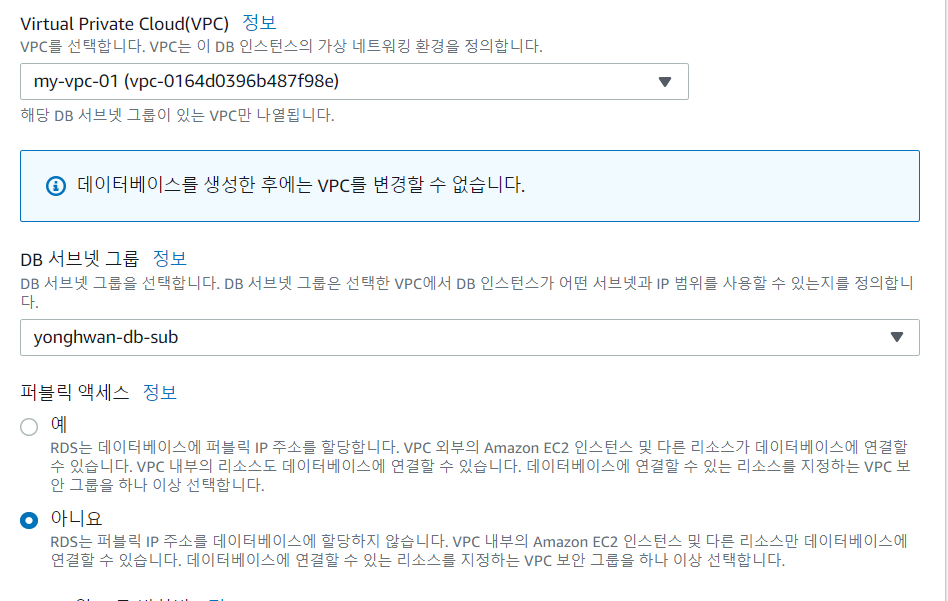 Virtual Private Cloud(VPC) 정보
VPC를 선택합니다. VPC는 이 DB 인스턴스의 가상 네트워킹 환경을 정의합니다.
my-vpc-01 (vpc-0164d0396b487f98e)
해당 DB 서브넷 그룹이 있는 VPC만 나열됩니다.
데이터베이스를 생성한 후에는 VPC를 변경할 수 없습니다.
DB 서브넷 그룹 정보
DB 서브넷 그룹을 선택합니다. DB 서브넷 그룹은 선택한 VPC에서 DB 인스턴스가 어떤 서브넷과 IP 범위를 사용할 수 있는지를 정의합니
다.
yonghwan-db-sub
퍼블릭 액세스 정보
예
RDS는 데이터베이스에 퍼블릭 IP 주소를 할당합니다. VPC 외부의 Amazon EC2 인스턴스 및 다른 리소스가 데이터베이스에 연결할
수 있습니다. VPC 내부의 리소스도 데이터베이스에 연결할 수 있습니다. 데이터베이스에 연결할 수 있는 리소스를 지정하는 VPC 보
안 그룹을 하나 이상 선택합니다.
아니요
RDS는 퍼블릭 IP 주소를 데이터베이스에 할당하지 않습니다. VPC 내부의 Amazon EC2 인스턴스 및 다른 리소스만 데이터베이스에
연결할 수 있습니다. 데이터베이스에 연결할 수 있는 리소스를 지정하는 VPC 보안 그룹을 하나 이상 선택합니다.